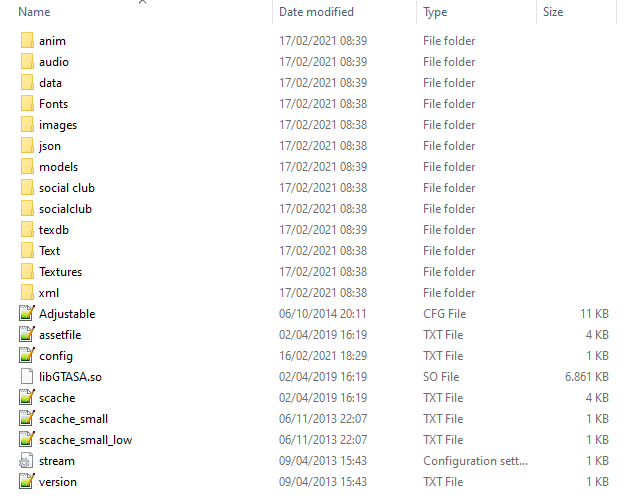 Name Date modified Type Size
anim 17/02/2021 08:39 File folder
audio 17/02/2021 08:39 File folder
data 17/02/2021 08:39 File folder
Fonts 17/02/2021 08:38 File folder
images 17/02/2021 08:38 File folder
json 17/02/2021 08:38 File folder
models 17/02/2021 08:39 File folder
social club 17/02/2021 08:38 File folder
socialclub 17/02/2021 08:38 File folder
texdb 17/02/2021 08:39 File folder
Text 17/02/2021 08:38 File folder
Textures 17/02/2021 08:38 File folder
xml 17/02/2021 08:38 File folder
Adjustable 06/10/2014 20:11 CFG File 11 KB
assetfile 02/04/2019 16:19 TXT File 4 KB
config 16/02/2021 18:29 TXT File 1 KB
libGTASA.so 02/04/2019 16:19 SO File 6.861 KB
scache 02/04/2019 16:19 TXT File 4 KB
scache_small 06/11/2013 22:07 TXT File 1 KB
scache_small_low 06/11/2013 22:07 TXT File 1 KB
stream 09/04/2013 15:43 Configuration sett... 1 KB
version 09/04/2013 15:43 TXT File 1 KB